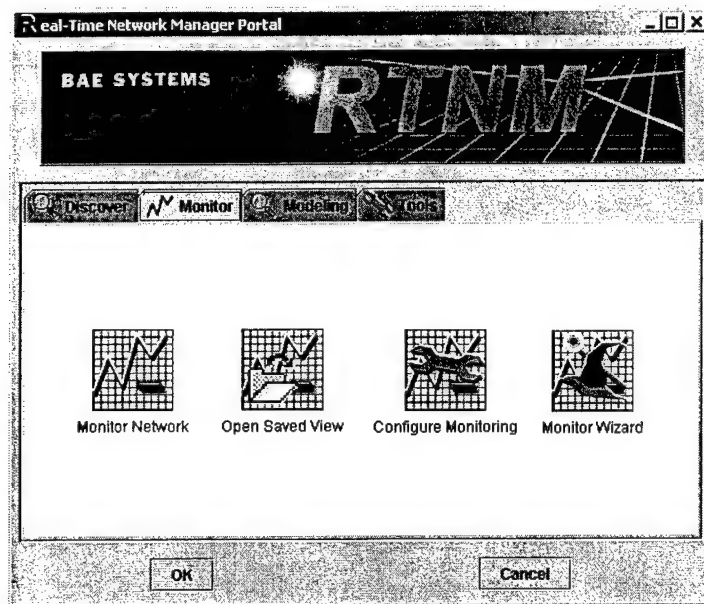 Real-Time Network Manager Portal
BAE SYSTEMS
RTNM
Discover Monitor Modeling Tools
Monitor Network Open Saved View Configure Monitoring Monitor Wizard
OK Cancel